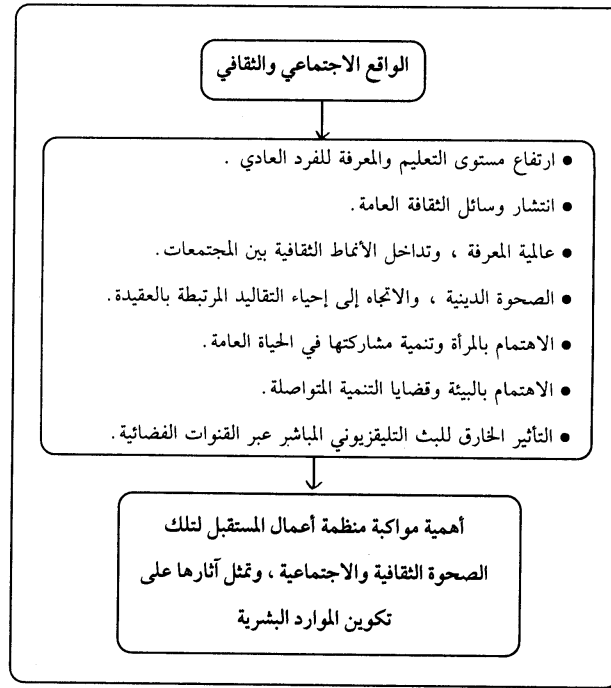 الواقع الاجتماعي والثقافي
● ارتفاع مستوى التعليم والمعرفة للفرد العادي .
● انتشار وسائل الثقافة العامة .
● عالمية المعرفة ، وتداخل الأنماط الثقافية بين المجتمعات .
● الصحوة الدينية ، والاتجاه إلى إحياء التقاليد المرتبطة بالعقيدة .
● الاهتمام بالمرأة وتنمية مشاركتها في الحياة العامة .
● الاهتمام بالبيئة وقضايا التنمية المتواصلة .
● التأثير الخارق للبث التليفزيوني المباشر عبر القنوات الفضائية .
أهمية مواكبة منظمة أعمال المستقبل لتلك
الصحوة الثقافية والاجتماعية ، وتمثل آثارها على
تكوين الموارد البشرية